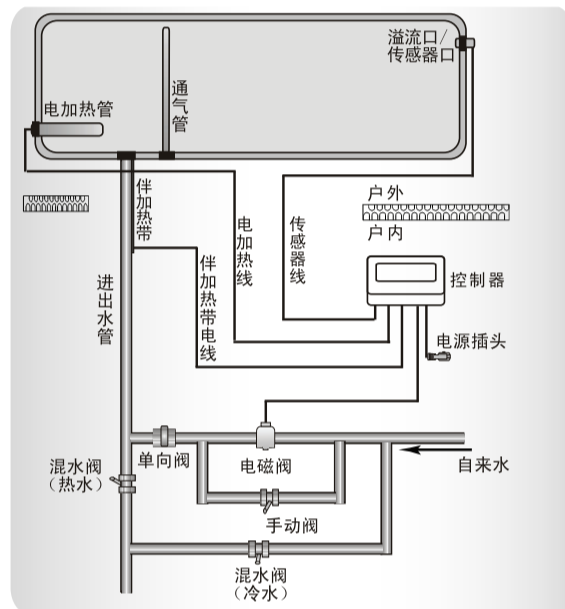 溢流口/
传感器口
通气管
电加热管
伴加热带
户外
户内
电加热线
传感器线
伴加热带电线
进出水管
控制器
电源插头
单向阀
电磁阀
自来水
混水阀
（热水）
手动阀
混水阀
（冷水）